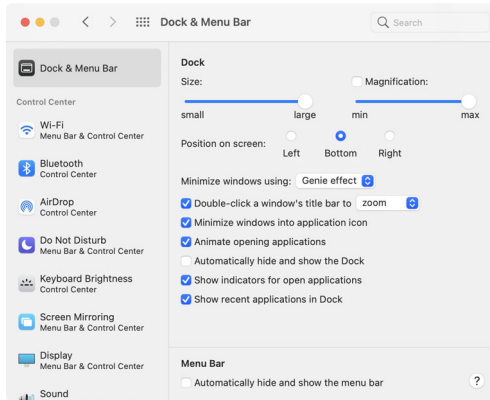 Dock & Menu Bar
Search
Dock & Menu Bar
Control Center
Wi-Fi
Menu Bar & Control Center
Bluetooth
Control Center
AirDrop
Control Center
Do Not Disturb
Menu Bar & Control Center
Keyboard Brightness
Control Center
Screen Mirroring
Menu Bar & Control Center
Display
Menu Bar & Control Center
Sound
Dock
Size:
Magnification:
small large min max
Position on screen:
Left Bottom Right
Minimize windows using: Genie effect
Double-click a window's title bar to zoom
Minimize windows into application icon
Animate opening applications
Automatically hide and show the Dock
Show indicators for open applications
Show recent applications in Dock
Menu Bar
Automatically hide and show the menu bar
?